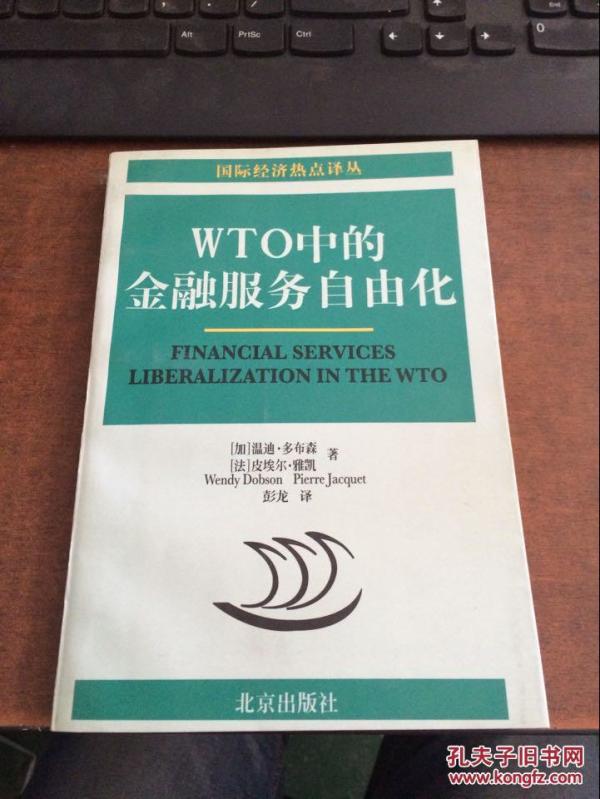 Alt
PrtSc
Ctrl
0
国际经济热点译丛
WTO中的
金融服务自由化
FINANCIAL SERVICES
LIBERALIZATION IN THE WTO
[加]温迪·多布森
[法]皮埃尔·雅凯
著
Wendy Dobson Pierre Jacquet
彭龙 译
北京出版社
孔夫子旧书网
www.kongfz.com